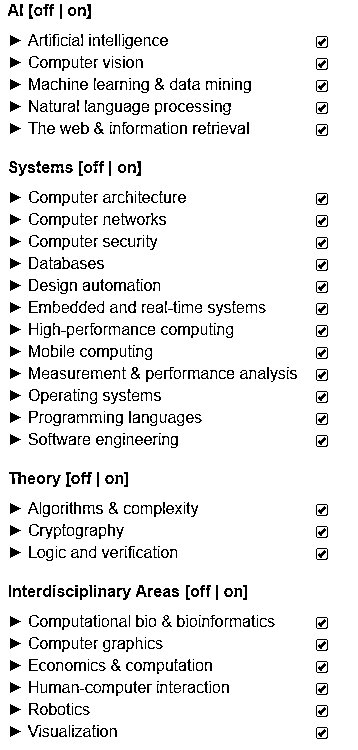 AI [off | on]
► Artificial intelligence
► Computer vision
► Machine learning & data mining
► Natural language processing
► The web & information retrieval
Systems [off | on]
► Computer architecture
► Computer networks
► Computer security
► Databases
► Design automation
► Embedded and real-time systems
► High-performance computing
► Mobile computing
► Measurement & performance analysis
► Operating systems
► Programming languages
► Software engineering
Theory [off | on]
► Algorithms & complexity
► Cryptography
► Logic and verification
Interdisciplinary Areas [off | on]
► Computational bio & bioinformatics
► Computer graphics
► Economics & computation
► Human-computer interaction
► Robotics
► Visualization